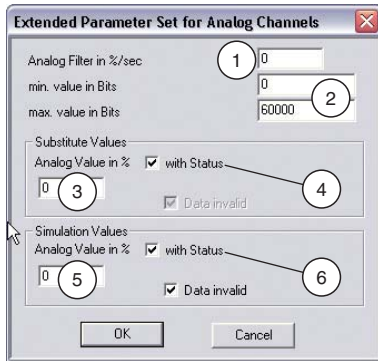 Extended Parameter Set for Analog Channels
Analog Filter in %/sec 1 0
min. value in Bits 0
2
max. value in Bits 60000
Substitute Values
Analog Value in % with Status
0 3 4
Data invalid
Simulation Values
Analog Value in % with Status
0 5 6
Data invalid
OK Cancel